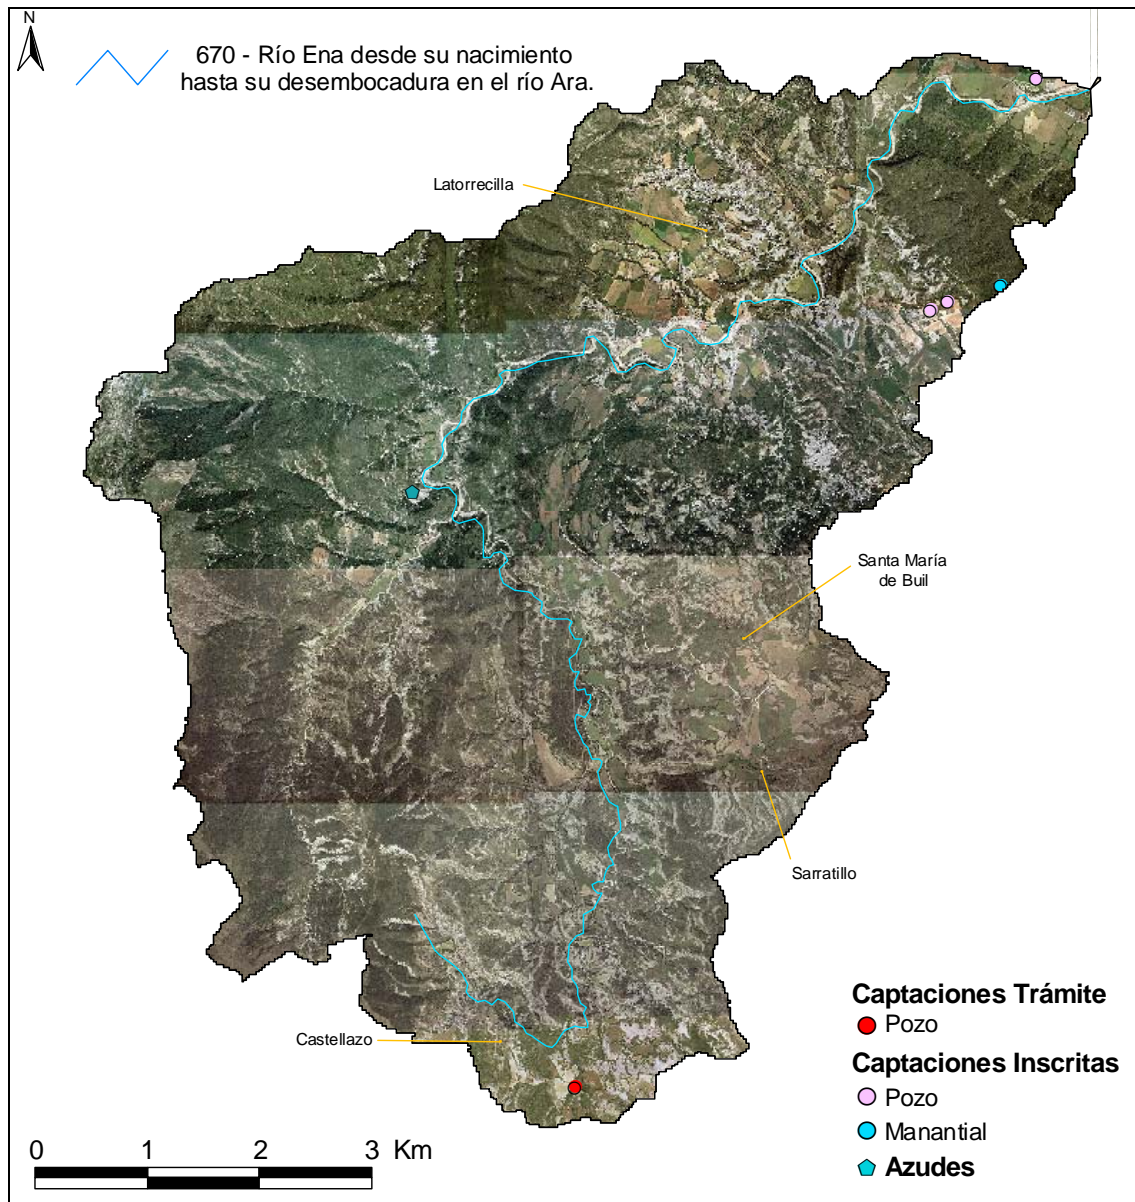 N
670 - Río Ena desde su nacimiento
hasta su desembocadura en el río Ara.
Latorrecilla
Santa María
de Buil
Sarratillo
Castellazo
Captaciones Trámite
Pozo
Captaciones Inscritas
Pozo
Manantial
Azudes
0 1 2 3 Km